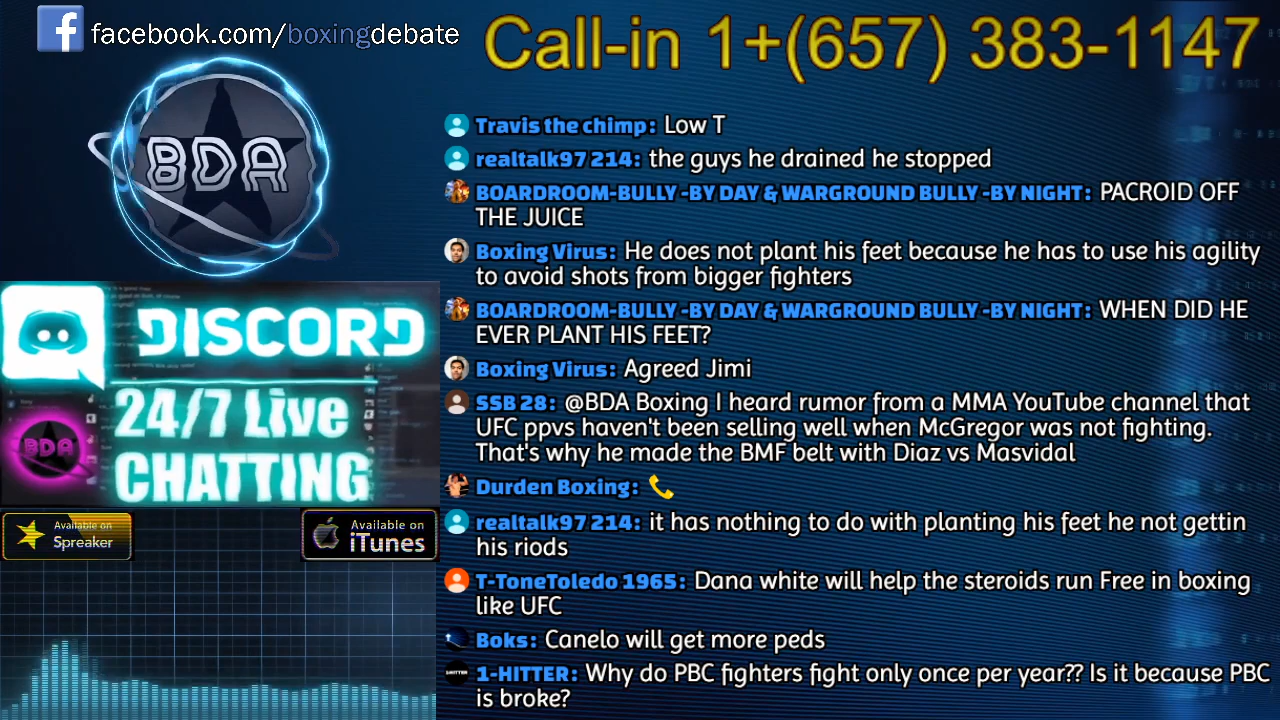 facebook.com/boxingdebate
Call-in 1+(657) 383-1147
BDA
Travis the chimp: Low T
realtalk97 214: the guys he drained he stopped
BOARDROOM-BULLY -BY DAY & WARGROUND BULLY -BY NIGHT: PACROID OFF
THE JUICE
Boxing Virus: He does not plant his feet because he has to use his agility
to avoid shots from bigger fighters
BOARDROOM-BULLY -BY DAY & WARGROUND BULLY -BY NIGHT: WHEN DID HE
EVER PLANT HIS FEET?
Boxing Virus: Agreed Jimi
SSB 28: @BDA Boxing I heard rumor from a MMA YouTube channel that
UFC ppvs haven't been selling well when McGregor was not fighting.
That's why he made the BMF belt with Diaz vs Masvidal
Durden Boxing: 📞
realtalk97 214: it has nothing to do with planting his feet he not gettin
his riods
T-ToneToledo 1965: Dana white will help the steroids run Free in boxing
like UFC
Boks: Canelo will get more peds
1-HITTER: Why do PBC fighters fight only once per year?? Is it because PBC
is broke?
DISCORD
24/7 Live
CHATTING
BDA
Available on
Spreaker
Available on
iTunes